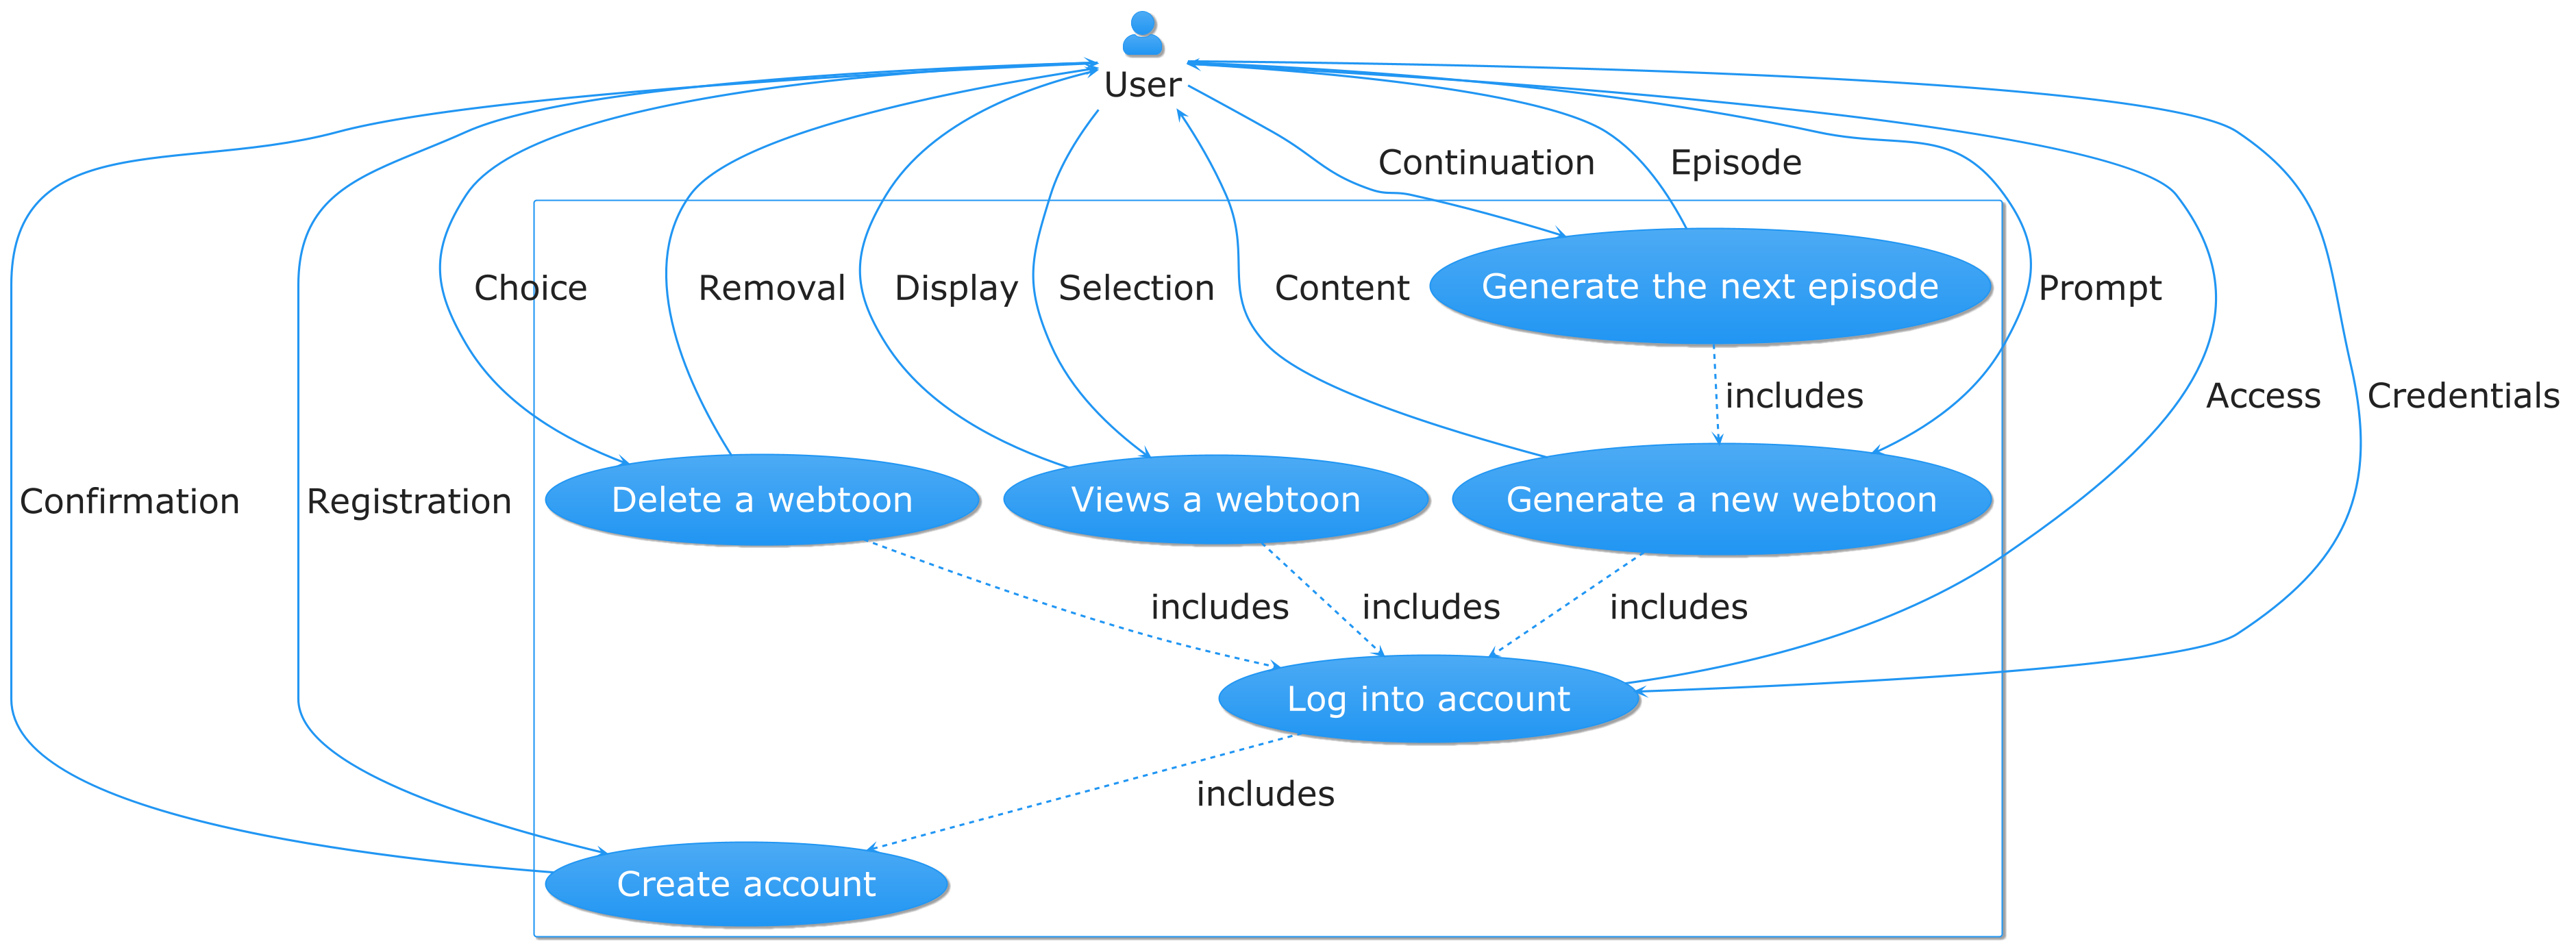 User
Continuation
Episode
Choice
Removal
Display
Selection
Content
Generate the next episode
Prompt
includes
Access
Credentials
Confirmation
Registration
Delete a webtoon
Views a webtoon
Generate a new webtoon
includes
includes
includes
Log into account
includes
Create account